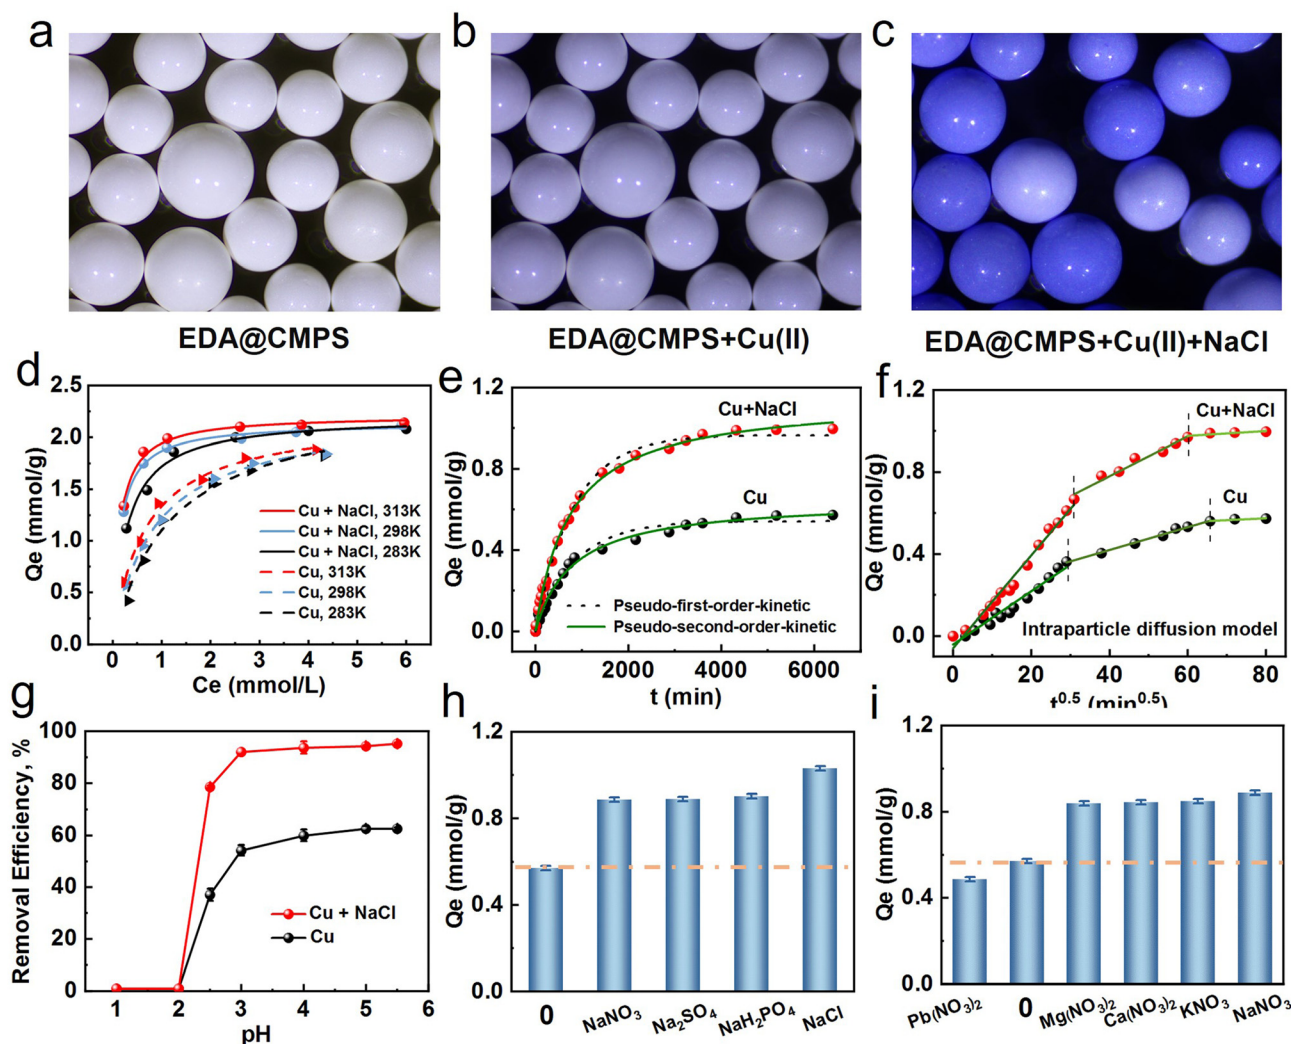 a
b
c
EDA@CMPS
EDA@CMPS+Cu(II)
EDA@CMPS+Cu(II)+NaCl
d
2.5
2.0
1.5
1.0
0.5
0.0
Qe (mmol/g)
Cu + NaCl, 313K
Cu + NaCl, 298K
Cu + NaCl, 283K
Cu, 313K
Cu, 298K
Cu, 283K
0 1 2 3 4 5 6
Ce (mmol/L)
e
1.2
0.8
0.4
0.0
Qe (mmol/g)
Cu+NaCl
Cu
Pseudo-first-order-kinetic
Pseudo-second-order-kinetic
0 2000 4000 6000
t (min)
f
1.2
0.8
0.4
0.0
Qe (mmol/g)
Cu+NaCl
Cu
Intraparticle diffusion model
0 20 40 60 80
t0.5 (min0.5)
g
100
80
60
40
20
0
Removal Efficiency, %
Cu + NaCl
Cu
1 2 3 4 5 6
pH
h
1.2
0.8
0.4
0.0
Qe (mmol/g)
0 NaNO3 Na2SO4 NaH2PO4 NaCl
i
1.2
0.8
0.4
0.0
Qe (mmol/g)
Pb(NO3)2 0 Mg(NO3)2 Ca(NO3)2 KNO3 NaNO3